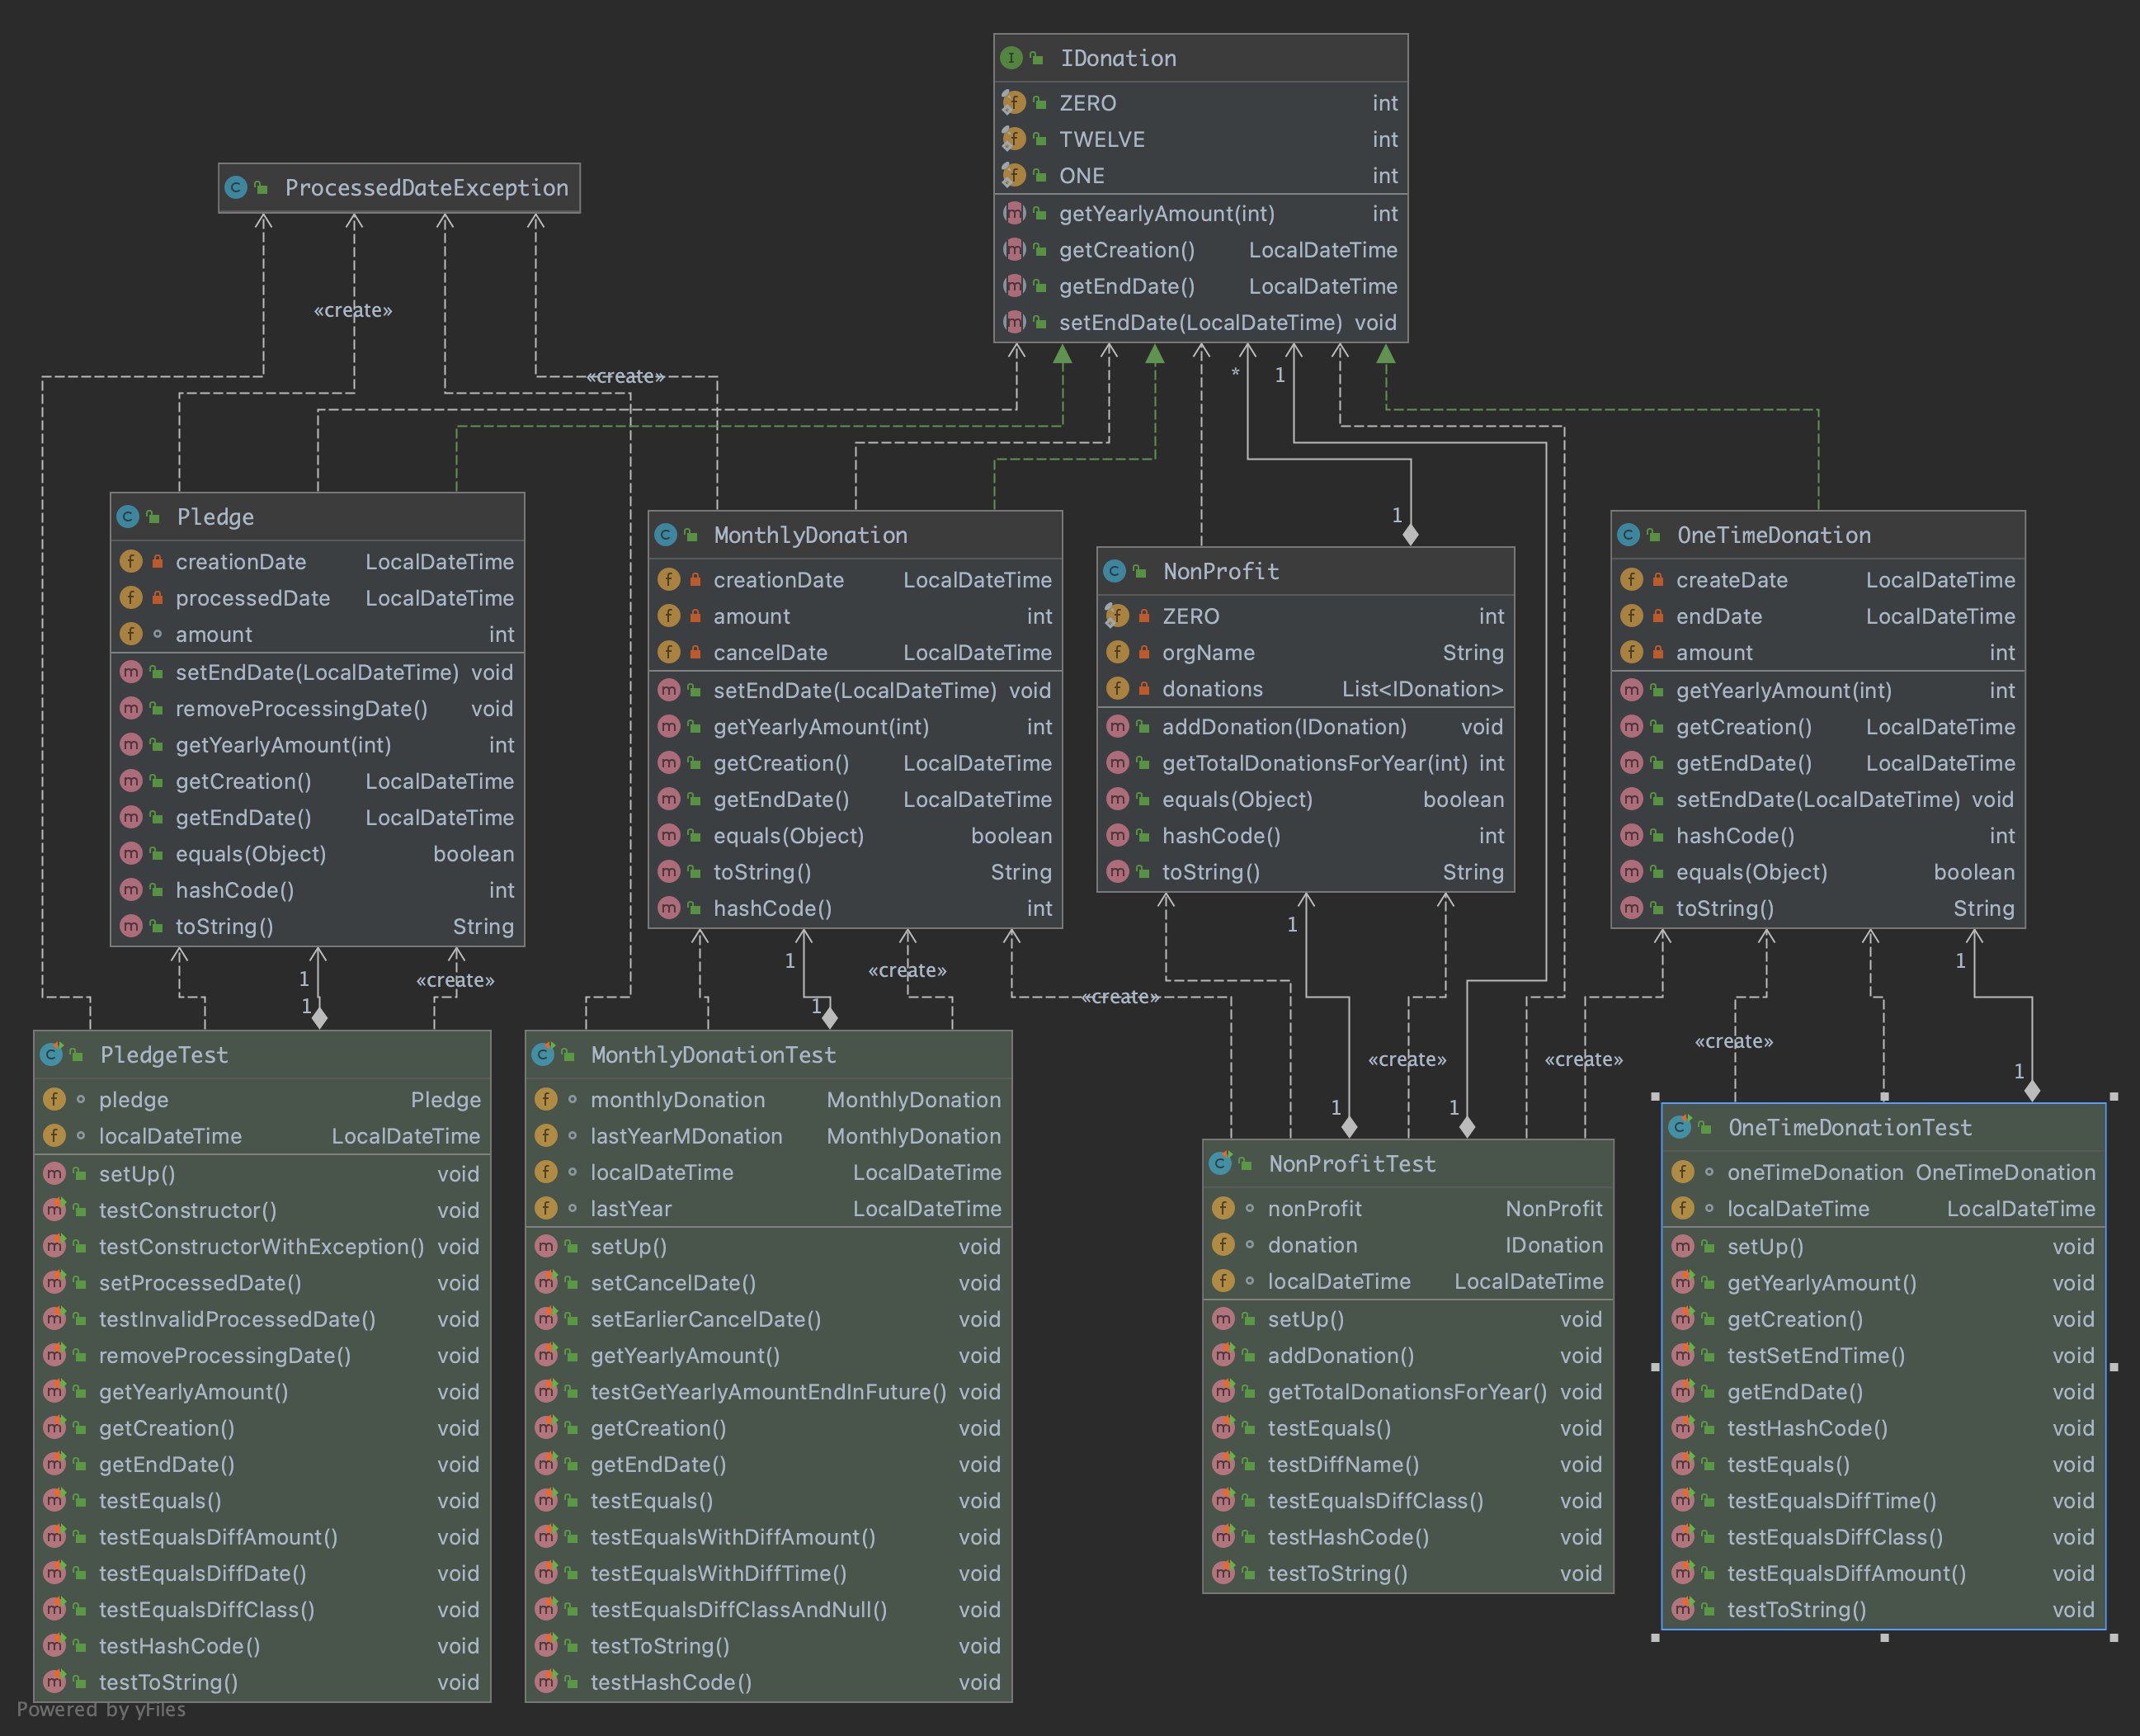 IDonation
ZERO int
TWELVE int
ONE int
getYearlyAmount(int) int
getCreation() LocalDateTime
getEndDate() LocalDateTime
setEndDate(LocalDateTime) void
ProcessedDateException
«create»
«create»
* 1
1
Pledge
creationDate LocalDateTime
processedDate LocalDateTime
amount int
setEndDate(LocalDateTime) void
removeProcessingDate() void
getYearlyAmount(int) int
getCreation() LocalDateTime
getEndDate() LocalDateTime
equals(Object) boolean
hashCode() int
toString() String
MonthlyDonation
creationDate LocalDateTime
amount int
cancelDate LocalDateTime
setEndDate(LocalDateTime) void
getYearlyAmount(int) int
getCreation() LocalDateTime
getEndDate() LocalDateTime
equals(Object) boolean
toString() String
hashCode() int
NonProfit
ZERO int
orgName String
donations List<IDonation>
addDonation(IDonation) void
getTotalDonationsForYear(int) int
equals(Object) boolean
hashCode() int
toString() String
OneTimeDonation
createDate LocalDateTime
endDate LocalDateTime
amount int
getYearlyAmount(int) int
getCreation() LocalDateTime
getEndDate() LocalDateTime
setEndDate(LocalDateTime) void
hashCode() int
equals(Object) boolean
toString() String
1
1
«create»
1
1
«create»
«create»
1
1
1
«create»
«create»
«create»
1
1
PledgeTest
pledge Pledge
localDateTime LocalDateTime
setUp() void
testConstructor() void
testConstructorWithException() void
setProcessedDate() void
testInvalidProcessedDate() void
removeProcessingDate() void
getYearlyAmount() void
getCreation() void
getEndDate() void
testEquals() void
testEqualsDiffAmount() void
testEqualsDiffDate() void
testEqualsDiffClass() void
testHashCode() void
testToString() void
MonthlyDonationTest
monthlyDonation MonthlyDonation
lastYearMDonation MonthlyDonation
localDateTime LocalDateTime
lastYear LocalDateTime
setUp() void
setCancelDate() void
setEarlierCancelDate() void
getYearlyAmount() void
testGetYearlyAmountEndInFuture() void
getCreation() void
getEndDate() void
testEquals() void
testEqualsWithDiffAmount() void
testEqualsWithDiffTime() void
testEqualsDiffClassAndNull() void
testToString() void
testHashCode() void
NonProfitTest
nonProfit NonProfit
donation IDonation
localDateTime LocalDateTime
setUp() void
addDonation() void
getTotalDonationsForYear() void
testEquals() void
testDiffName() void
testEqualsDiffClass() void
testHashCode() void
testToString() void
OneTimeDonationTest
oneTimeDonation OneTimeDonation
localDateTime LocalDateTime
setUp() void
getYearlyAmount() void
getCreation() void
testSetEndTime() void
getEndDate() void
testHashCode() void
testEquals() void
testEqualsDiffTime() void
testEqualsDiffClass() void
testEqualsDiffAmount() void
testToString() void
Powered by yFiles